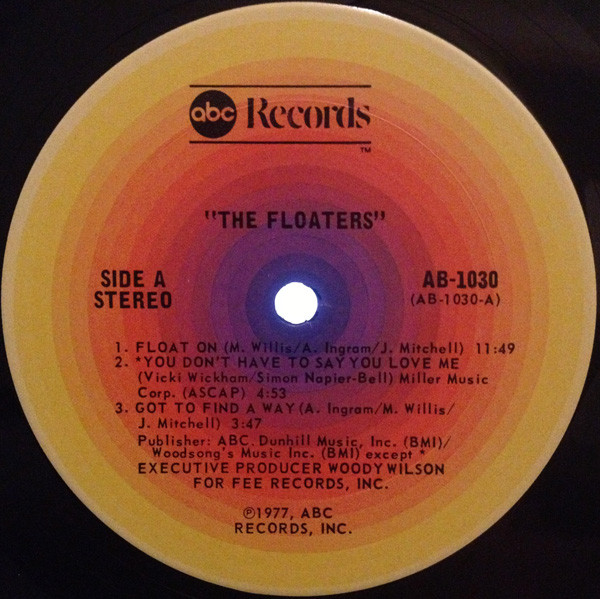 abc Records
TM
"THE FLOATERS"
SIDE A
STEREO
AB-1030
(AB-1030-A)
1. FLOAT ON (M. Willis/A. Ingram/J. Mitchell) 11:49
2. *YOU DON'T HAVE TO SAY YOU LOVE ME
(Vicki Wickham/Simon Napier-Bell) Miller Music
Corp. (ASCAP) 4:53
3. GOT TO FIND A WAY (A. Ingram/M. Willis/
J. Mitchell) 3:47
Publisher: ABC Dunhill Music, Inc. (BMI)/
Woodsong's Music Inc. (BMI) except *
EXECUTIVE PRODUCER WOODY WILSON
FOR FEE RECORDS, INC.
℗1977, ABC
RECORDS, INC.